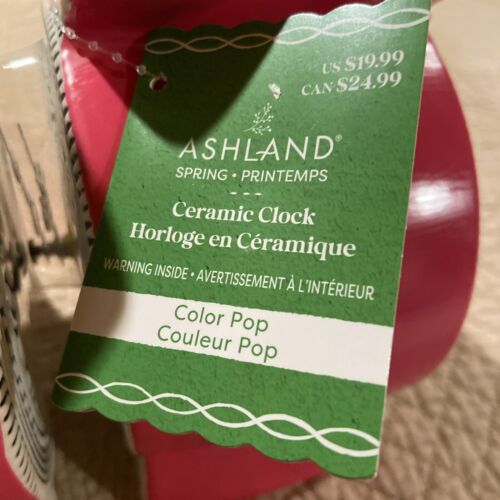 US $19.99
CAN $24.99
ASHLAND®
SPRING • PRINTEMPS
Ceramic Clock
Horloge en Céramique
WARNING INSIDE • AVERTISSEMENT À L'INTÉRIEUR
Color Pop
Couleur Pop